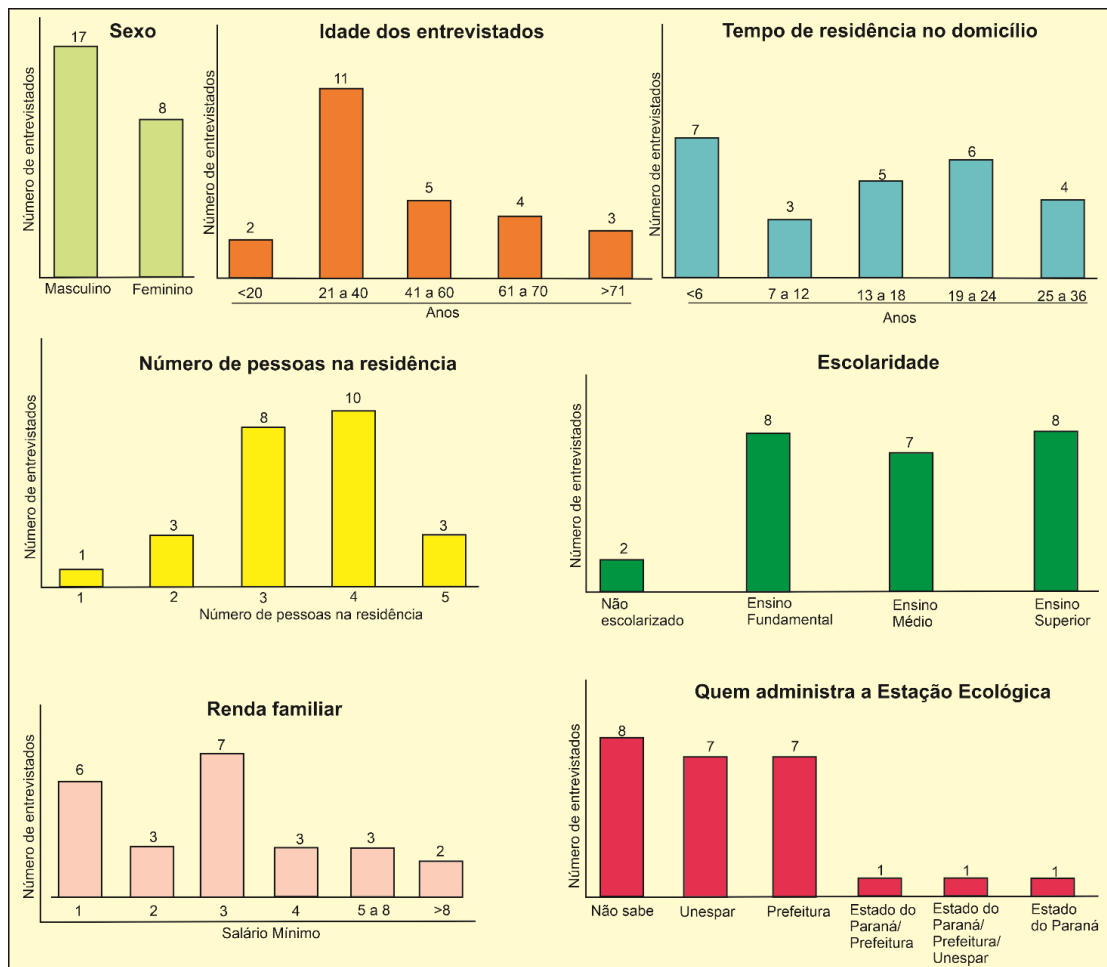 Sexo
Número de entrevistados
17
8
Masculino
Feminino
Idade dos entrevistados
Número de entrevistados
2
11
5
4
3
<20
21 a 40
41 a 60
61 a 70
>71
Anos
Tempo de residência no domicílio
Número de entrevistados
7
3
5
6
4
<6
7 a 12
13 a 18
19 a 24
25 a 36
Anos
Número de pessoas na residência
Número de entrevistados
1
3
8
10
3
1
2
3
4
5
Número de pessoas na residência
Escolaridade
Número de entrevistados
2
8
7
8
Não
escolarizado
Ensino
Fundamental
Ensino
Médio
Ensino
Superior
Renda familiar
Número de entrevistados
6
3
7
3
3
2
1
2
3
4
5 a 8
>8
Salário Mínimo
Quem administra a Estação Ecológica
Número de entrevistados
8
7
7
1
1
1
Não sabe
Unespar
Prefeitura
Estado do
Paraná/
Prefeitura
Estado do
Paraná/
Prefeitura/
Unespar
Estado
do Paraná